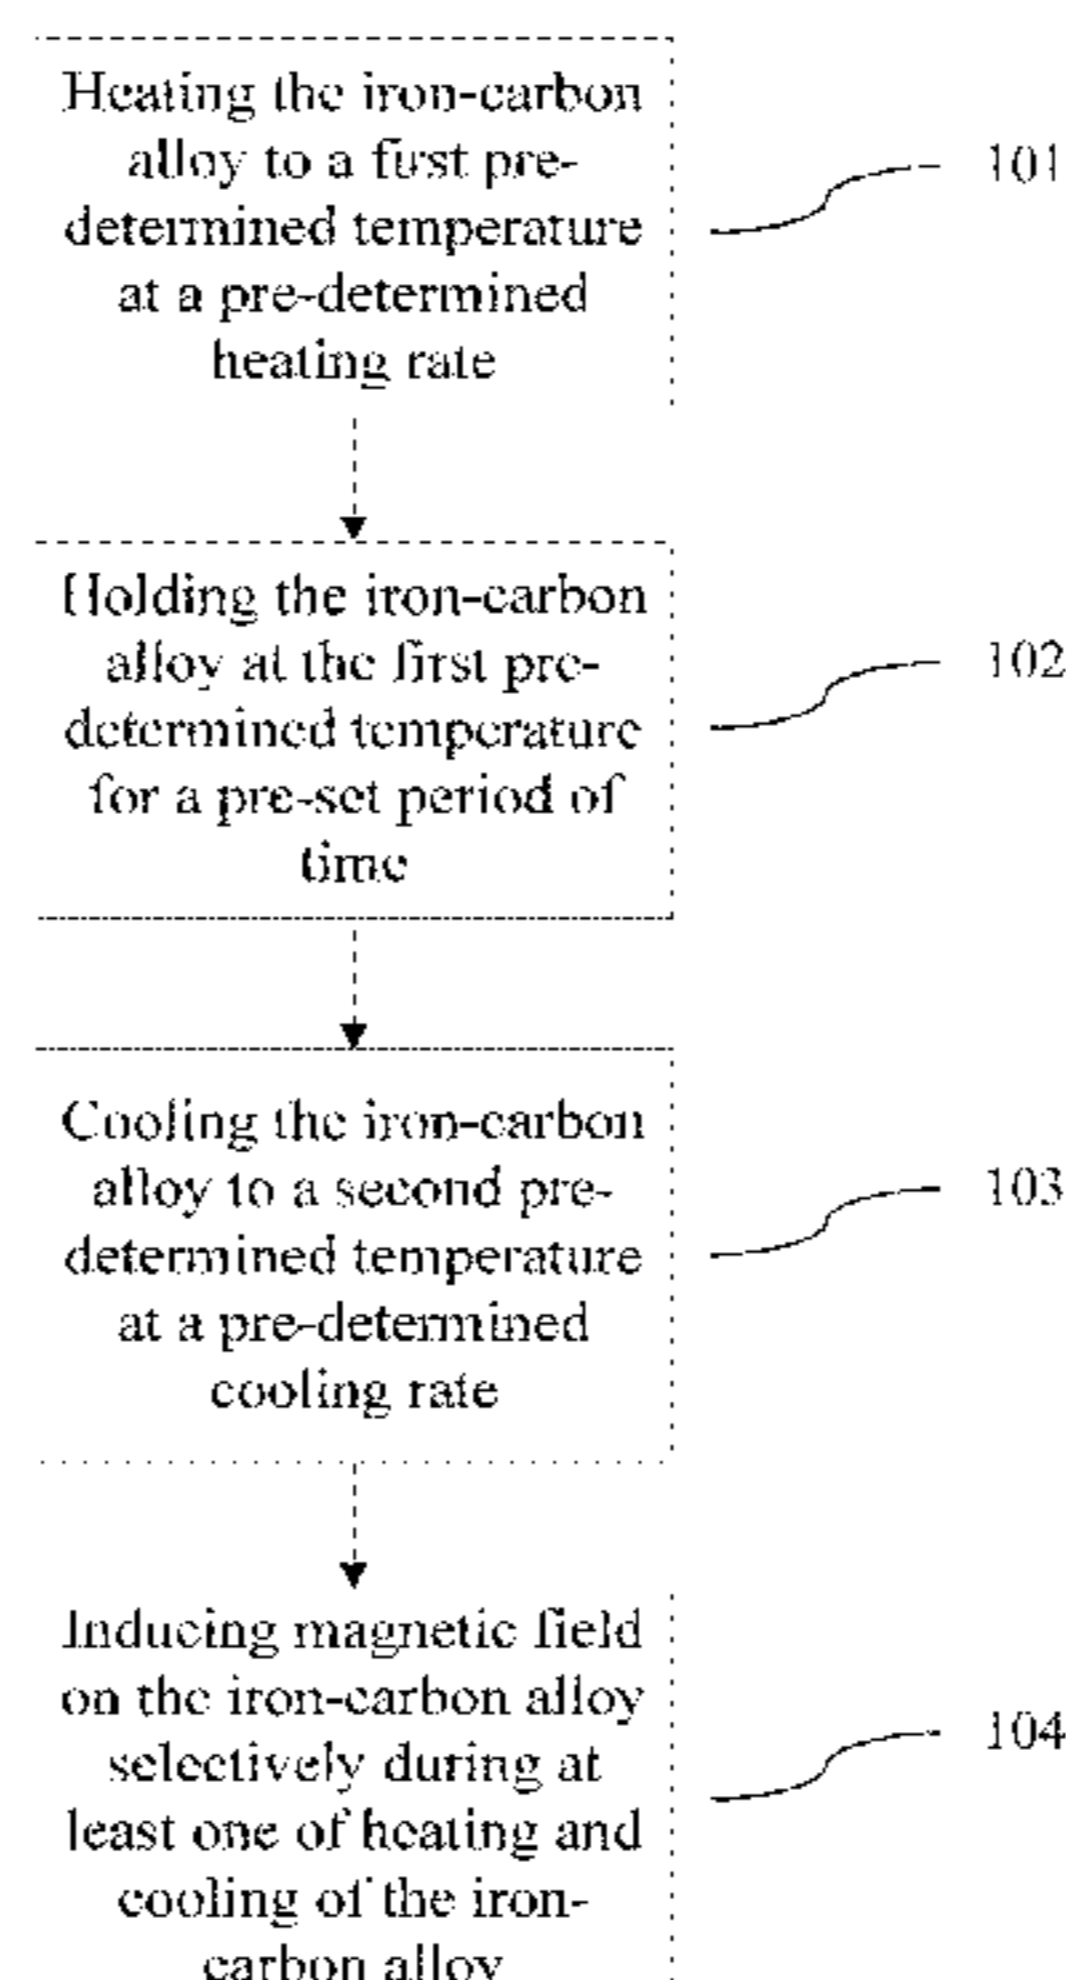 Heating the iron-carbon
alloy to a first pre-
determined temperature
at a pre-determined
heating rate
101
Holding the iron-carbon
alloy at the first pre-
determined temperature
for a pre-set period of
time
102
Cooling the iron-carbon
alloy to a second pre-
determined temperature
at a pre-determined
cooling rate
103
Inducing magnetic field
on the iron-carbon alloy
selectively during at
least one of heating and
cooling of the iron-
carbon alloy
104